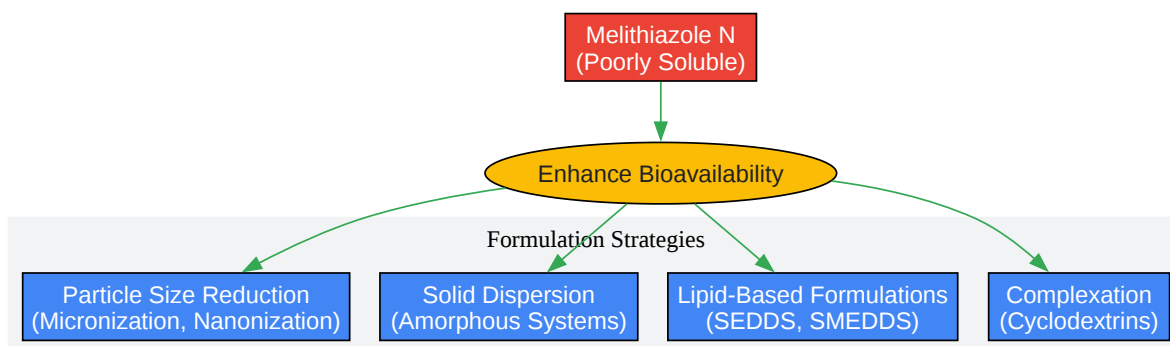 Melithiazole N
(Poorly Soluble)
Enhance Bioavailability
Formulation Strategies
Particle Size Reduction
(Micronization, Nanonization)
Solid Dispersion
(Amorphous Systems)
Lipid-Based Formulations
(SEDDS, SMEDDS)
Complexation
(Cyclodextrins)